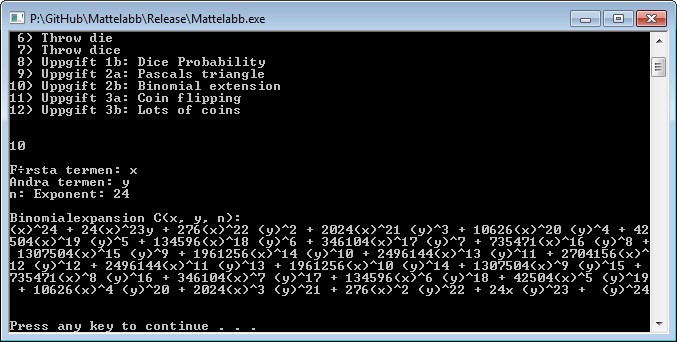 P:\GitHub\Mattelabb\Release\Mattelabb.exe
6) Throw die
7) Throw dice
8) Uppgift 1b: Dice Probability
9) Uppgift 2a: Pascals triangle
10) Uppgift 2b: Binomial extension
11) Uppgift 3a: Coin flipping
12) Uppgift 3b: Lots of coins
10
F÷rsta termen: x
Andra termen: y
n: Exponent: 24
Binomialexpansion C(x, y, n):
(x)^24 + 24(x)^23y + 276(x)^22 (y)^2 + 2024(x)^21 (y)^3 + 10626(x)^20 (y)^4 + 42
504(x)^19 (y)^5 + 134596(x)^18 (y)^6 + 346104(x)^17 (y)^7 + 735471(x)^16 (y)^8 +
1307504(x)^15 (y)^9 + 1961256(x)^14 (y)^10 + 2496144(x)^13 (y)^11 + 2704156(x)^
12 (y)^12 + 2496144(x)^11 (y)^13 + 1961256(x)^10 (y)^14 + 1307504(x)^9 (y)^15 +
735471(x)^8 (y)^16 + 346104(x)^7 (y)^17 + 134596(x)^6 (y)^18 + 42504(x)^5 (y)^19
+ 10626(x)^4 (y)^20 + 2024(x)^3 (y)^21 + 276(x)^2 (y)^22 + 24x (y)^23 +  (y)^24
Press any key to continue . . .